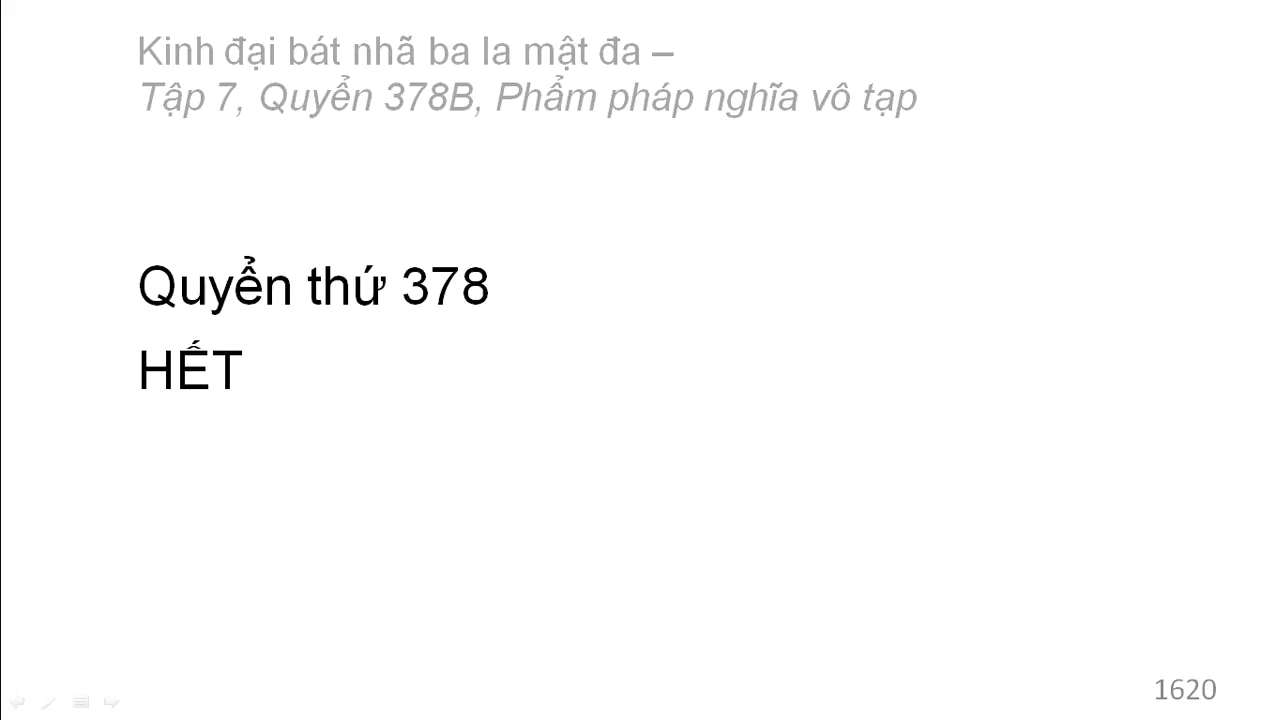 Kinh đại bát nhã ba la mật đa –
Tập 7, Quyển 378B, Phẩm pháp nghĩa vô tạp
Quyển thứ 378
HẾT
1620